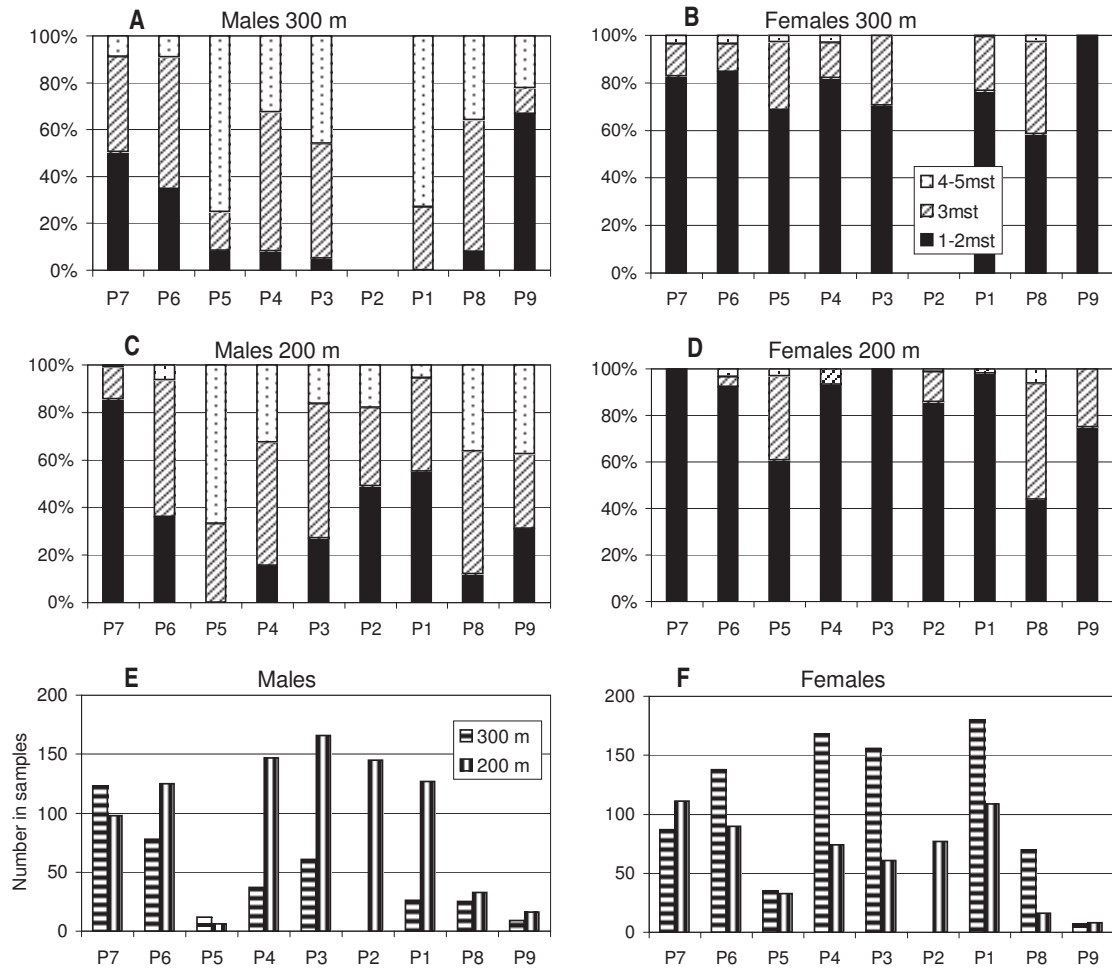 A Males 300 m
100%
80%
60%
40%
20%
0%
P7 P6 P5 P4 P3 P2 P1 P8 P9
B Females 300 m
100%
80%
60%
40%
20%
0%
4-5mst
3mst
1-2mst
P7 P6 P5 P4 P3 P2 P1 P8 P9
C Males 200 m
100%
80%
60%
40%
20%
0%
P7 P6 P5 P4 P3 P2 P1 P8 P9
D Females 200 m
100%
80%
60%
40%
20%
0%
P7 P6 P5 P4 P3 P2 P1 P8 P9
E Males
Number in samples
200
150
100
50
0
300 m
200 m
P7 P6 P5 P4 P3 P2 P1 P8 P9
F Females
200
150
100
50
0
P7 P6 P5 P4 P3 P2 P1 P8 P9